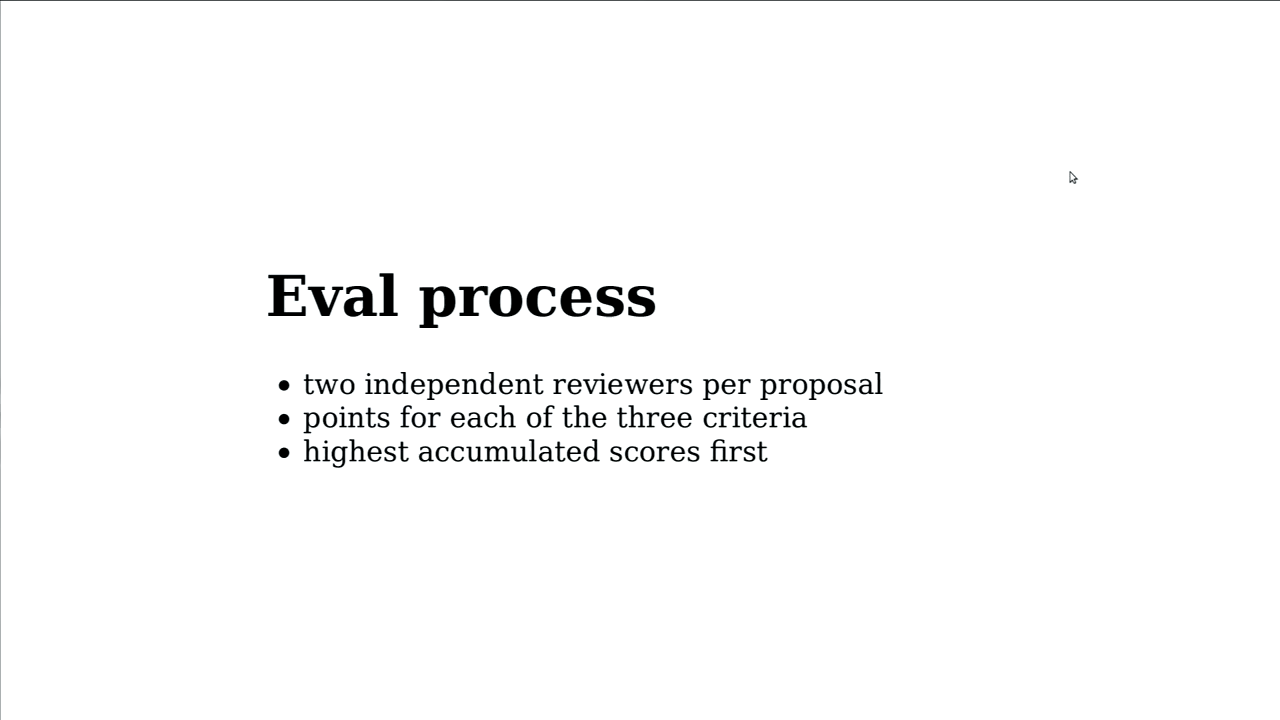 Eval process
two independent reviewers per proposal
points for each of the three criteria
highest accumulated scores first